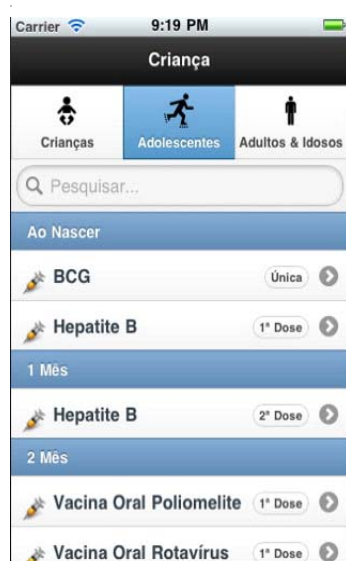 Carrier 9:19 PM
Criança
Crianças Adolescentes Adultos & Idosos
Pesquisar...
Ao Nascer
BCG Única
Hepatite B 1ª Dose
1 Mês
Hepatite B 2ª Dose
2 Mês
Vacina Oral Poliomelite 1ª Dose
Vacina Oral Rotavírus 1ª Dose